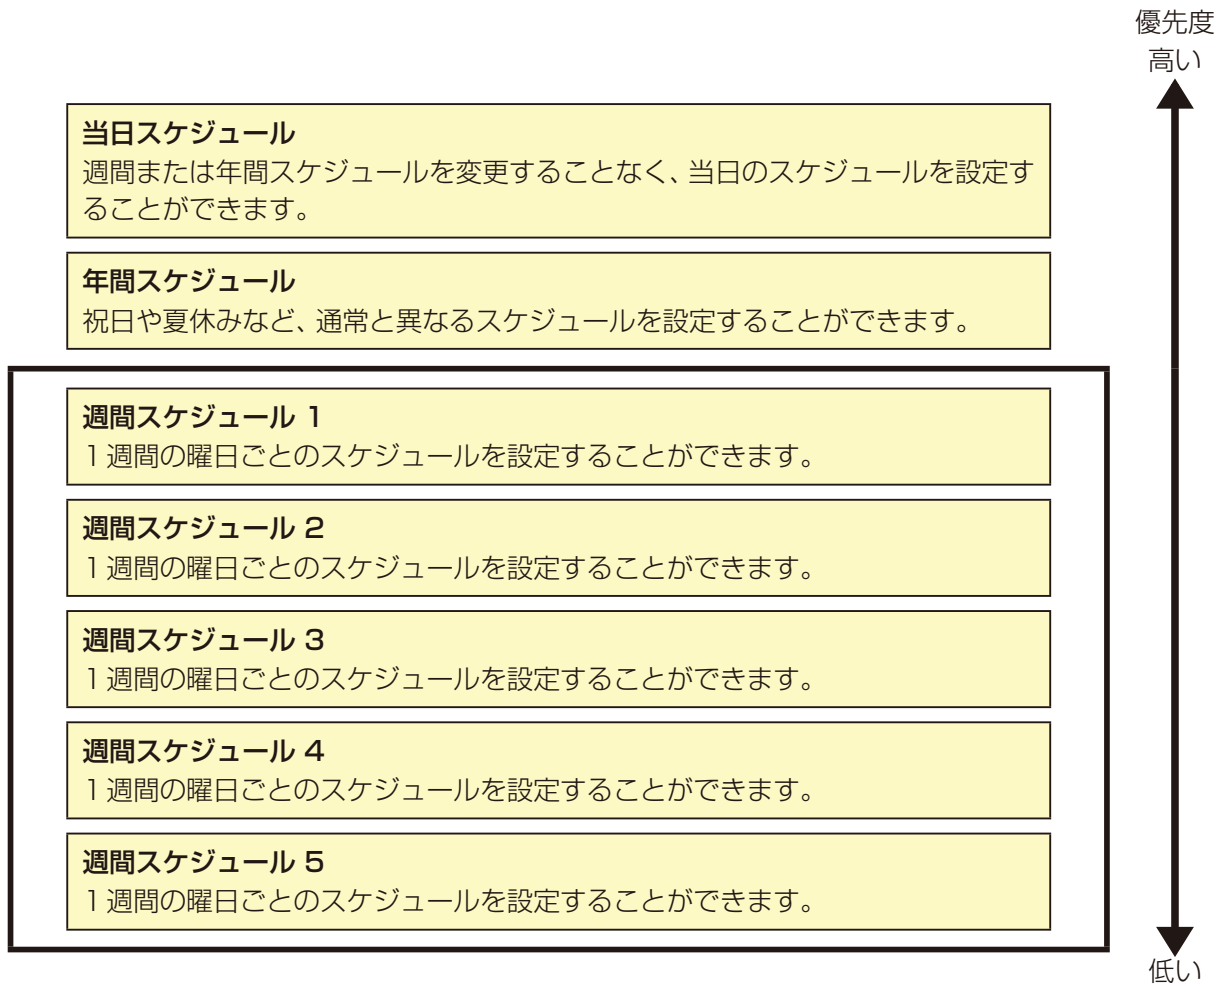 優先度
高い
当日スケジュール
週間または年間スケジュールを変更することなく、当日のスケジュールを設定す
ることができます。
年間スケジュール
祝日や夏休みなど、通常と異なるスケジュールを設定することができます。
週間スケジュール 1
1週間の曜日ごとのスケジュールを設定することができます。
週間スケジュール 2
1週間の曜日ごとのスケジュールを設定することができます。
週間スケジュール 3
1週間の曜日ごとのスケジュールを設定することができます。
週間スケジュール 4
1週間の曜日ごとのスケジュールを設定することができます。
週間スケジュール 5
1週間の曜日ごとのスケジュールを設定することができます。
低い